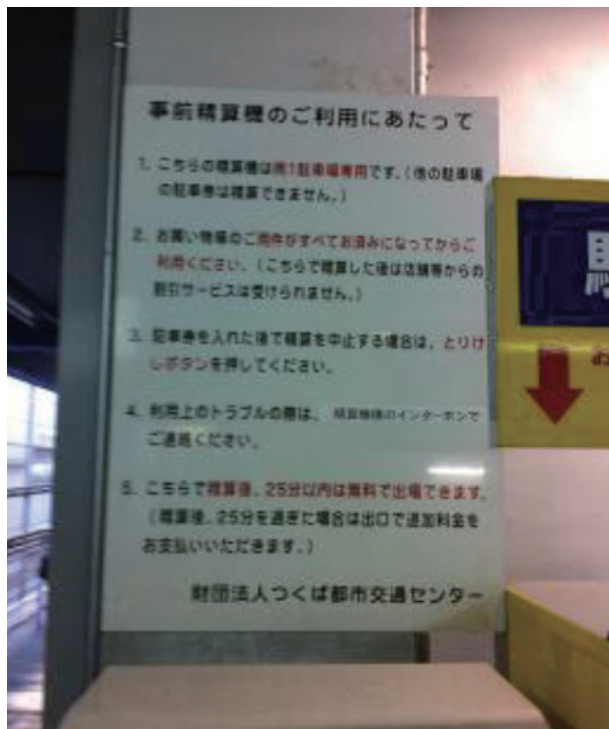 事前精算機のご利用にあたって
1. こちらの精算機は南1駐車場専用です。(他の駐車場
の駐車券は精算できません。)
2. お買い物等のご用件がすべてお済みになってからご
利用ください。(こちらで精算した後は店舗等からの
割引サービスは受けられません。)
3. 駐車券を入れた後で精算を中止する場合は、とりけ
しボタンを押してください。
4. 利用上のトラブルの際は、精算機横のインターホンで
ご連絡ください。
5. こちらで精算後、25分以内は無料で出場できます。
(精算後、25分を過ぎた場合は出口で追加料金を
お支払いいただきます。)
財団法人つくば都市交通センター